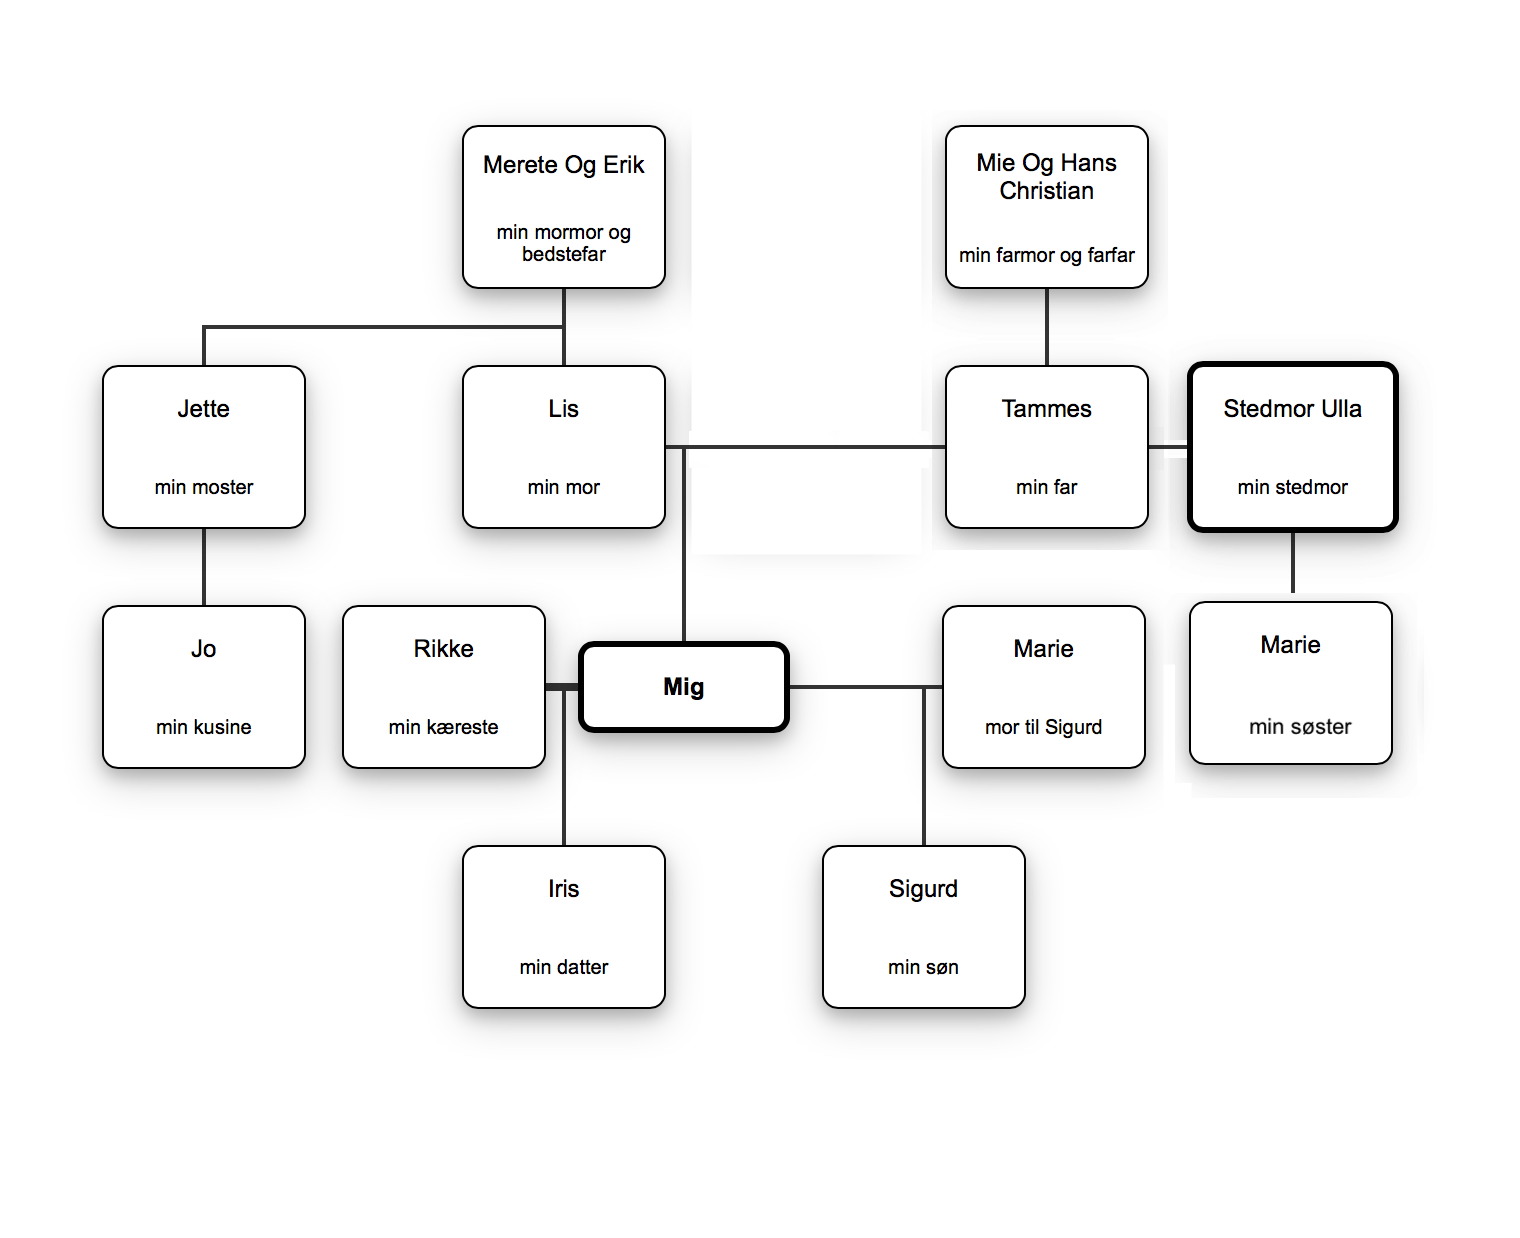 Merete Og Erik
min mormor og
bedstefar
Mie Og Hans
Christian
min farmor og farfar
Jette
min moster
Lis
min mor
Tammes
min far
Stedmor Ulla
min stedmor
Jo
min kusine
Rikke
min kæreste
Mig
Marie
mor til Sigurd
Marie
min søster
Iris
min datter
Sigurd
min søn